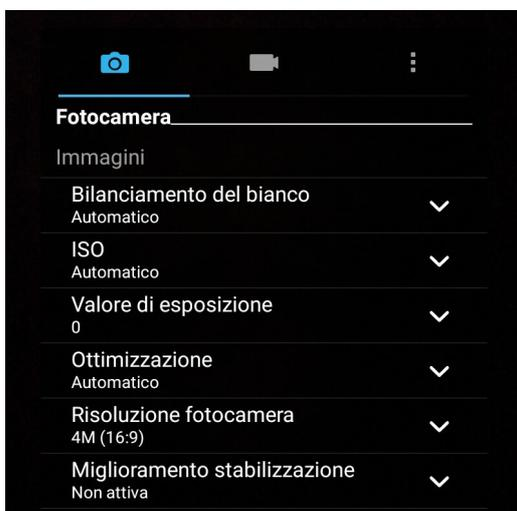 Fotocamera
Immagini
Bilanciamento del bianco
Automatico
ISO
Automatico
Valore di esposizione
0
Ottimizzazione
Automatico
Risoluzione fotocamera
4M (16:9)
Miglioramento stabilizzazione
Non attiva